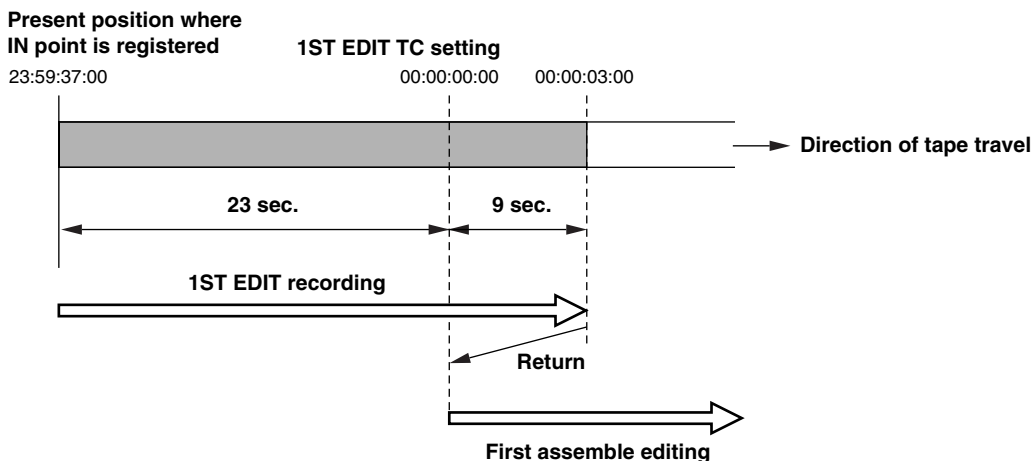 Present position where
IN point is registered
1ST EDIT TC setting
23:59:37:00
00:00:00:00
00:00:03:00
Direction of tape travel
23 sec.
9 sec.
1ST EDIT recording
Return
First assemble editing